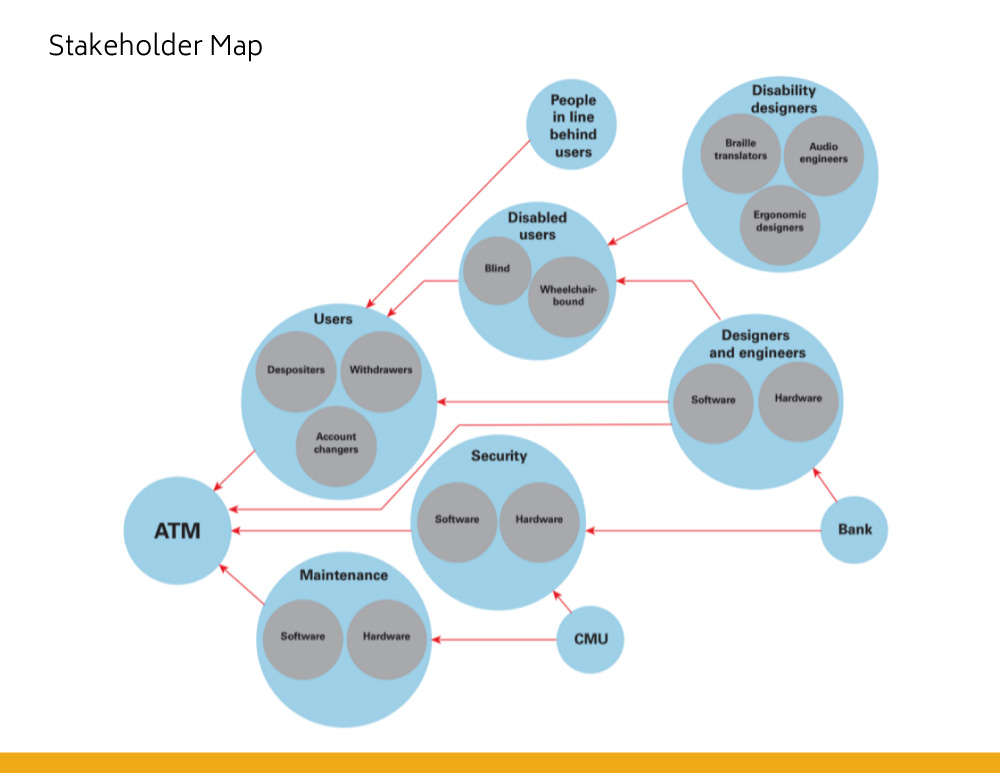 Stakeholder Map
People
in line
behind
users
Disability
designers
Braille
translators
Audio
engineers
Ergonomic
designers
Disabled
users
Blind
Wheelchair-
bound
Users
Despositers
Withdrawers
Account
changers
Designers
and engineers
Software
Hardware
Security
Software
Hardware
ATM
Bank
Maintenance
Software
Hardware
CMU